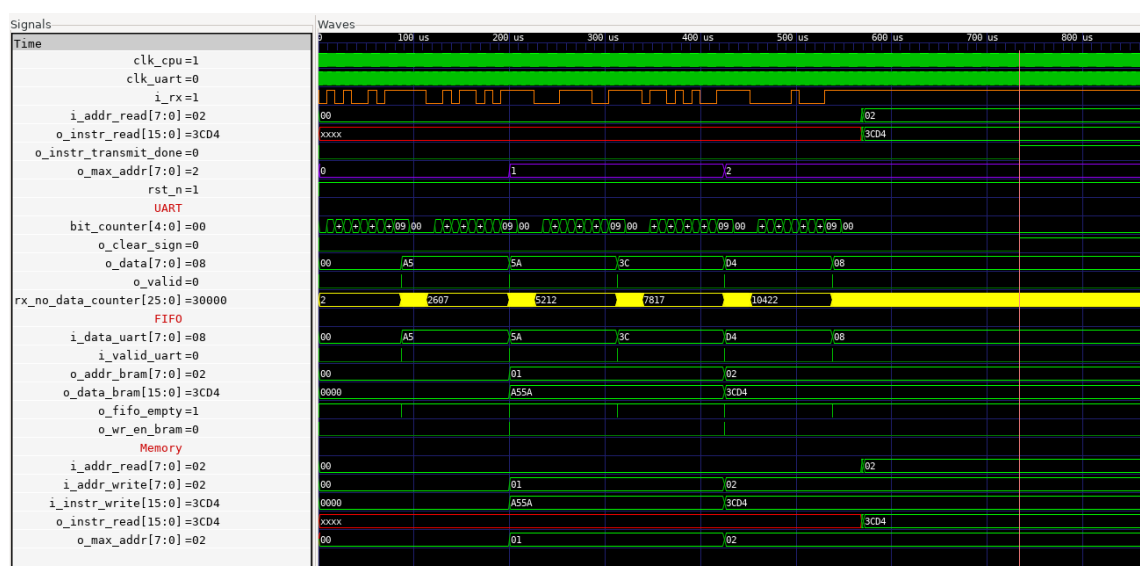 Signals Waves
Time 0 100 us 200 us 300 us 400 us 500 us 600 us 700 us 800 us
clk_cpu =1
clk_uart =0
i_rx =1
i_addr_read[7:0] =02 00 02
o_instr_read[15:0] =3CD4 xxxx 3CD4
o_instr_transmit_done =0
o_max_addr[7:0] =2 0 1 2
rst_n =1
UART
bit_counter[4:0] =00 + + + + 09 00 + + + 09 00 + + + 09 00 + + + 09 00 + + + 09 00
o_clear_sign =0
o_data[7:0] =08 00 A5 5A 3C D4 08
o_valid =0
rx_no_data_counter[25:0] =30000 2 2607 5212 7817 10422
FIFO
i_data_uart[7:0] =08 00 A5 5A 3C D4 08
i_valid_uart =0
o_addr_bram[7:0] =02 00 01 02
o_data_bram[15:0] =3CD4 0000 A55A 3CD4
o_fifo_empty =1
o_wr_en_bram =0
Memory
i_addr_read[7:0] =02 00 02
i_addr_write[7:0] =02 00 01 02
i_instr_write[15:0] =3CD4 0000 A55A 3CD4
o_instr_read[15:0] =3CD4 xxxx 3CD4
o_max_addr[7:0] =02 00 01 02